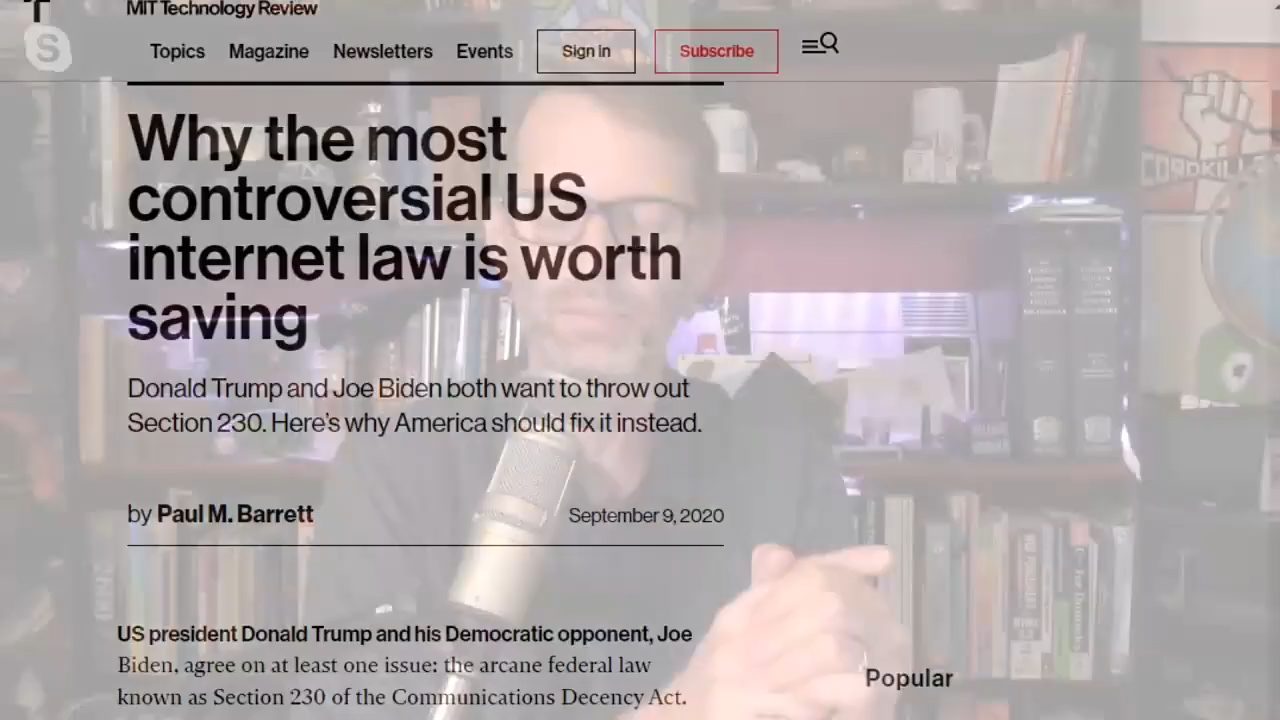 MIT Technology Review
Topics Magazine Newsletters Events Sign in Subscribe
S
CORDKILL
Why the most
controversial US
internet law is worth
saving
Donald Trump and Joe Biden both want to throw out
Section 230. Here's why America should fix it instead.
by Paul M. Barrett September 9, 2020
US president Donald Trump and his Democratic opponent, Joe
Biden, agree on at least one issue: the arcane federal law
known as Section 230 of the Communications Decency Act.
Popular